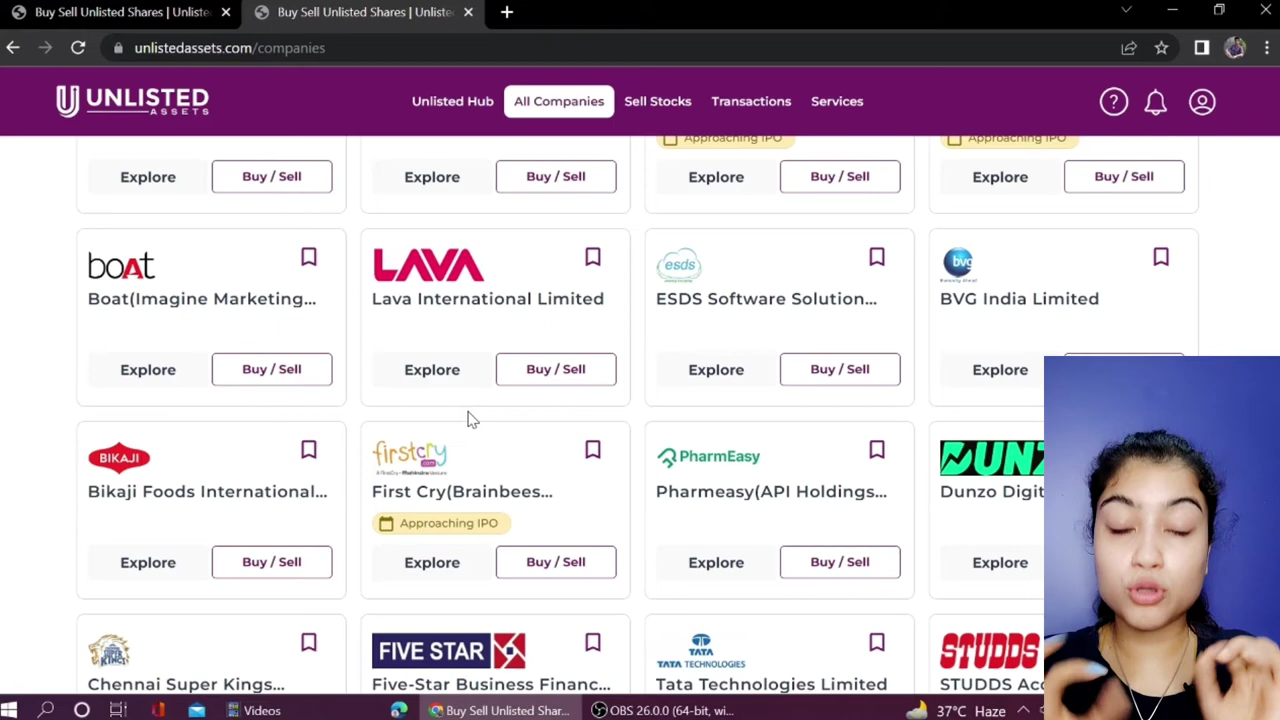 Buy Sell Unlisted Shares | Unliste
Buy Sell Unlisted Shares | Unliste
unlistedassets.com/companies
UNLISTED
ASSETS
Unlisted Hub
All Companies
Sell Stocks
Transactions
Services
Approaching IPO
Approaching IPO
Explore
Buy / Sell
Explore
Buy / Sell
Explore
Buy / Sell
Explore
Buy / Sell
boAt
Boat(Imagine Marketing...
Explore
Buy / Sell
LAVA
Lava International Limited
Explore
Buy / Sell
esds
ESDS Software Solution...
Explore
Buy / Sell
bvg
BVG India Limited
Explore
BIKAJI
Bikaji Foods International...
Explore
Buy / Sell
firstcry
.com
First Cry(Brainbees...
Approaching IPO
Explore
Buy / Sell
PharmEasy
Pharmeasy(API Holdings...
Explore
Buy / Sell
DUNZ
Dunzo Digit
Explore
Chennai Super Kings...
FIVE STAR
Five-Star Business Financ...
TATA
TATA TECHNOLOGIES
Tata Technologies Limited
STUDDS
STUDDS Acc
Videos
Buy Sell Unlisted Shar...
OBS 26.0.0 (64-bit, wi...
37°C Haze